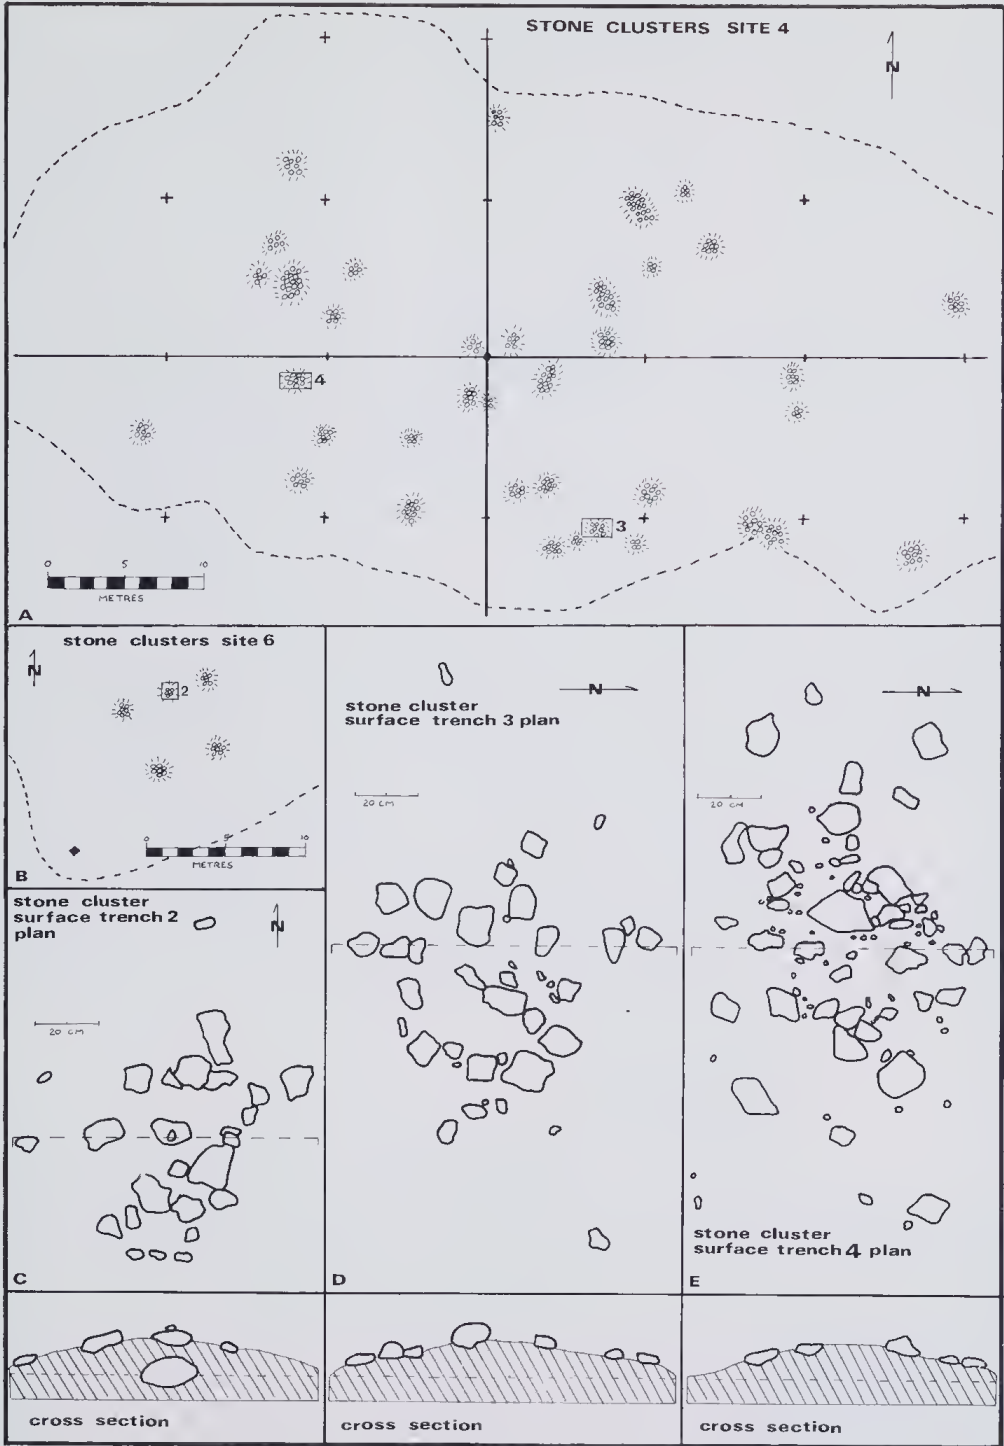 STONE CLUSTERS SITE 4
N
4
3
0 5 10
METRES
A
stone clusters site 6
N
2
0 5 10
METRES
B
stone cluster
surface trench 2
plan
N
20 CM
C
stone cluster
surface trench 3 plan
N
20 CM
D
N
20 CM
stone cluster
surface trench 4 plan
E
cross section
cross section
cross section